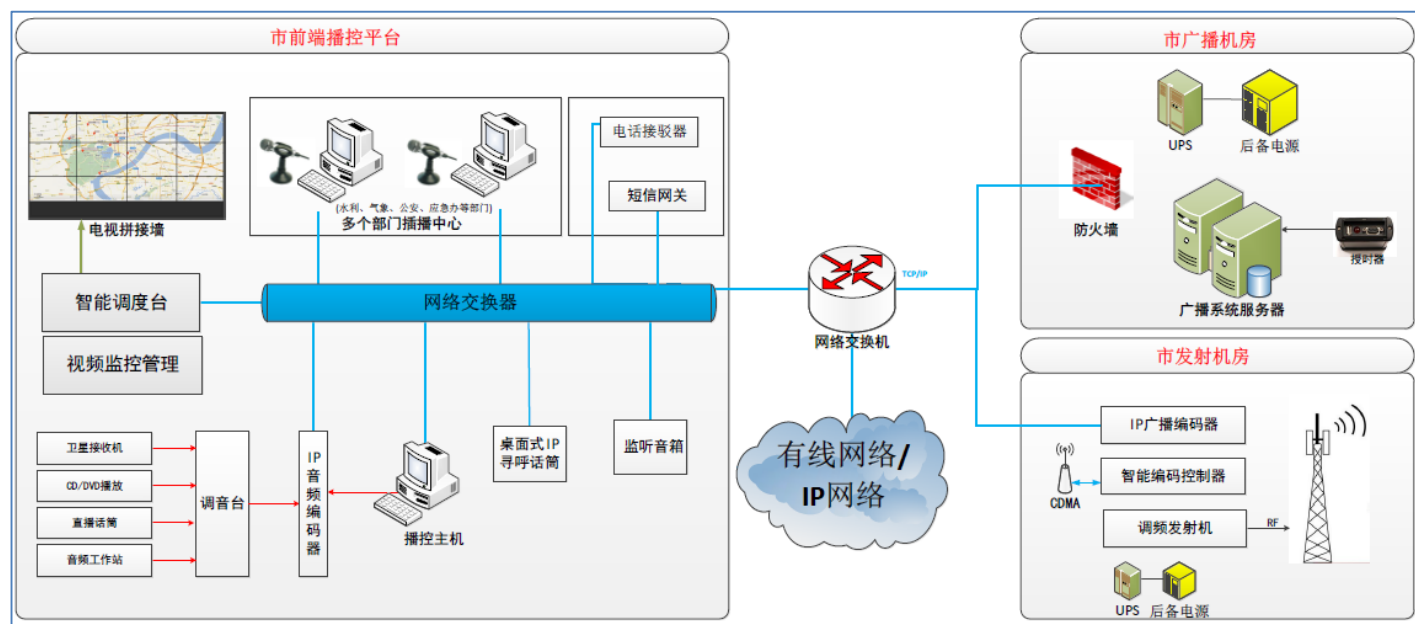 市前端播控平台
电视拼接墙
(水利、气象、公安、应急办等部门)
多个部门插播中心
电话接驳器
短信网关
智能调度台
网络交换器
视频监控管理
卫星接收机
CD/DVD播放
直播话筒
音频工作站
调音台
IP
音
频
编
码
器
播控主机
桌面式IP
寻呼话筒
监听音箱
TCP/IP
网络交换机
有线网络/
IP网络
市广播机房
UPS
后备电源
防火墙
授时器
广播系统服务器
市发射机房
IP广播编码器
CDMA
智能编码控制器
调频发射机
RF
UPS
后备电源